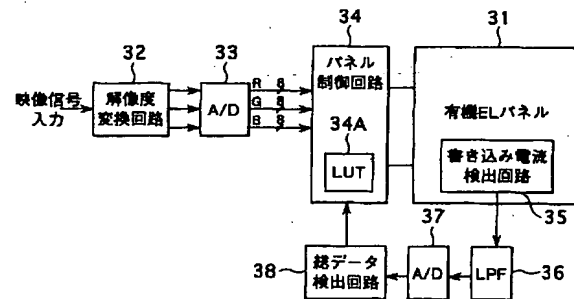 32
33
34
31
映像信号
入力
解像度
変換回路
A/D
R 8
G 8
B 8
パネル
制御回路
34A
LUT
有機ELパネル
書き込み電流
検出回路
35
37
38
総データ
検出回路
A/D
LPF
36